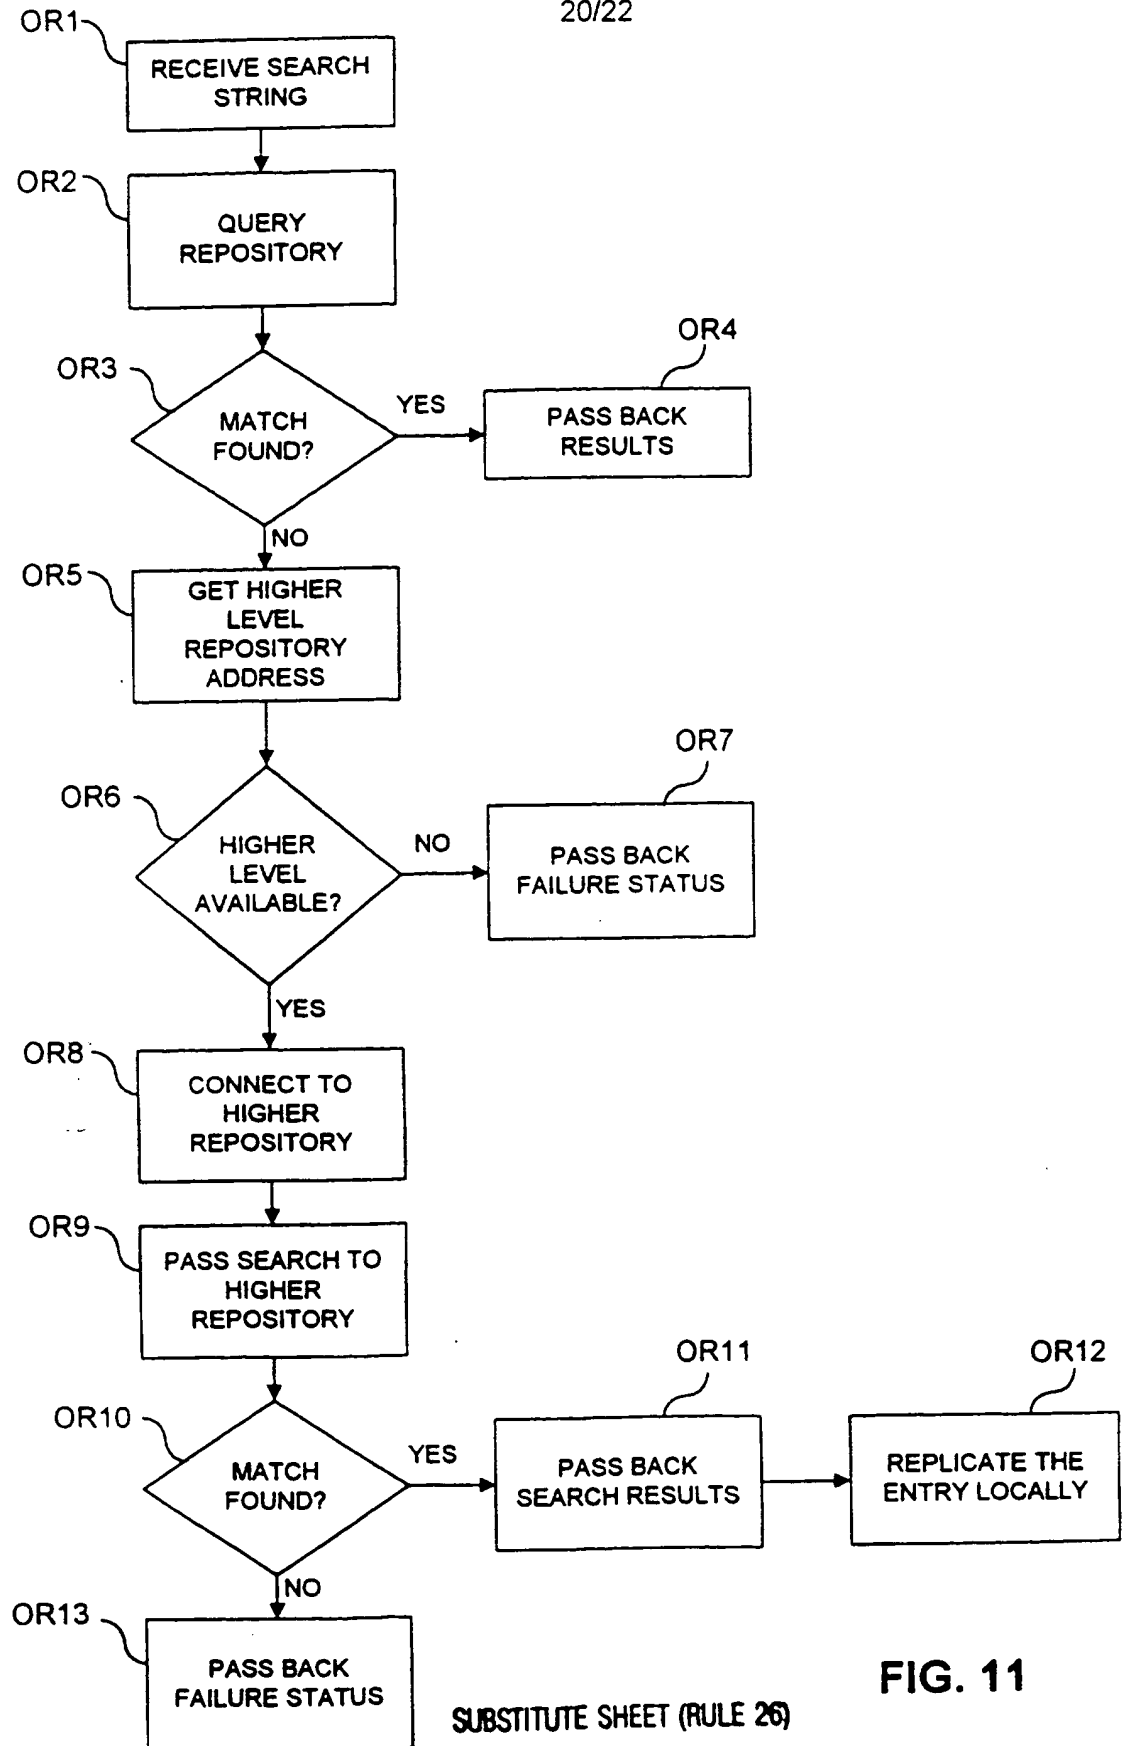 20/22
OR1
RECEIVE SEARCH
STRING
OR2
QUERY
REPOSITORY
OR3
MATCH
FOUND?
YES
OR4
PASS BACK
RESULTS
NO
OR5
GET HIGHER
LEVEL
REPOSITORY
ADDRESS
OR6
HIGHER
LEVEL
AVAILABLE?
NO
OR7
PASS BACK
FAILURE STATUS
YES
OR8
CONNECT TO
HIGHER
REPOSITORY
OR9
PASS SEARCH TO
HIGHER
REPOSITORY
OR10
MATCH
FOUND?
YES
OR11
PASS BACK
SEARCH RESULTS
OR12
REPLICATE THE
ENTRY LOCALLY
NO
OR13
PASS BACK
FAILURE STATUS
FIG. 11
SUBSTITUTE SHEET (RULE 26)